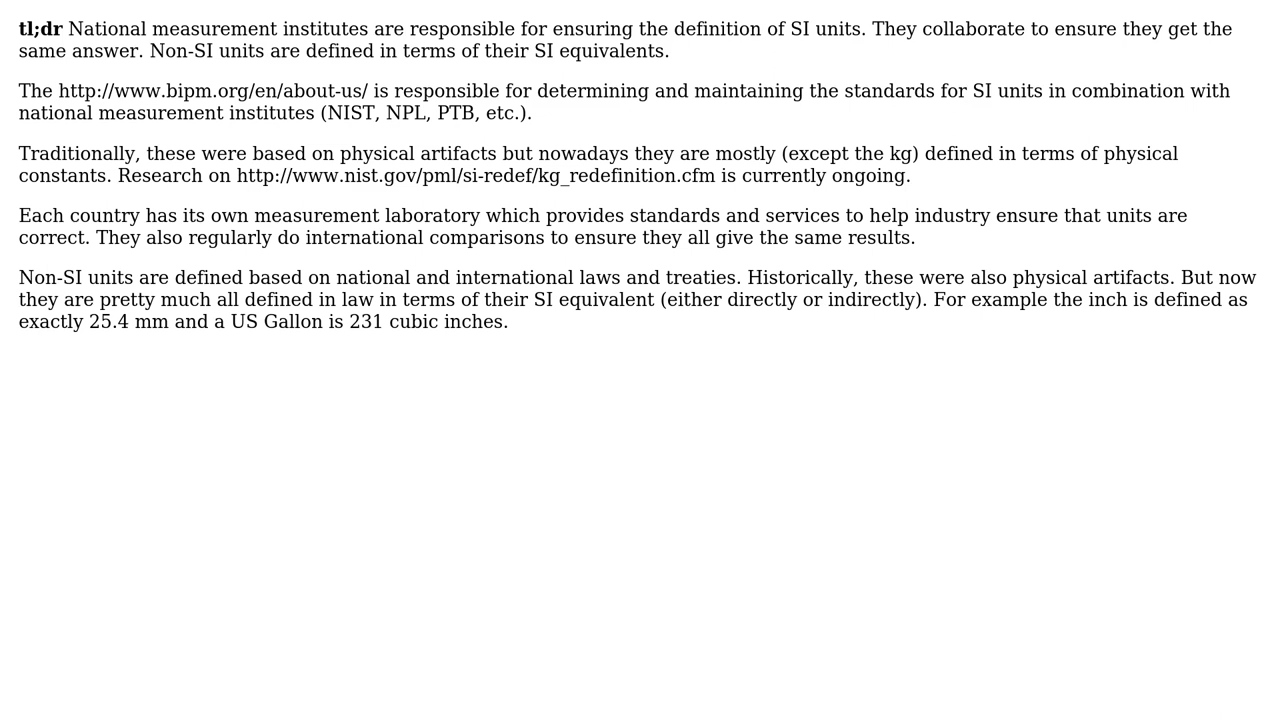 tl;dr National measurement institutes are responsible for ensuring the definition of SI units. They collaborate to ensure they get the
same answer. Non-SI units are defined in terms of their SI equivalents.
The http://www.bipm.org/en/about-us/ is responsible for determining and maintaining the standards for SI units in combination with
national measurement institutes (NIST, NPL, PTB, etc.).
Traditionally, these were based on physical artifacts but nowadays they are mostly (except the kg) defined in terms of physical
constants. Research on http://www.nist.gov/pml/si-redef/kg_redefinition.cfm is currently ongoing.
Each country has its own measurement laboratory which provides standards and services to help industry ensure that units are
correct. They also regularly do international comparisons to ensure they all give the same results.
Non-SI units are defined based on national and international laws and treaties. Historically, these were also physical artifacts. But now
they are pretty much all defined in law in terms of their SI equivalent (either directly or indirectly). For example the inch is defined as
exactly 25.4 mm and a US Gallon is 231 cubic inches.